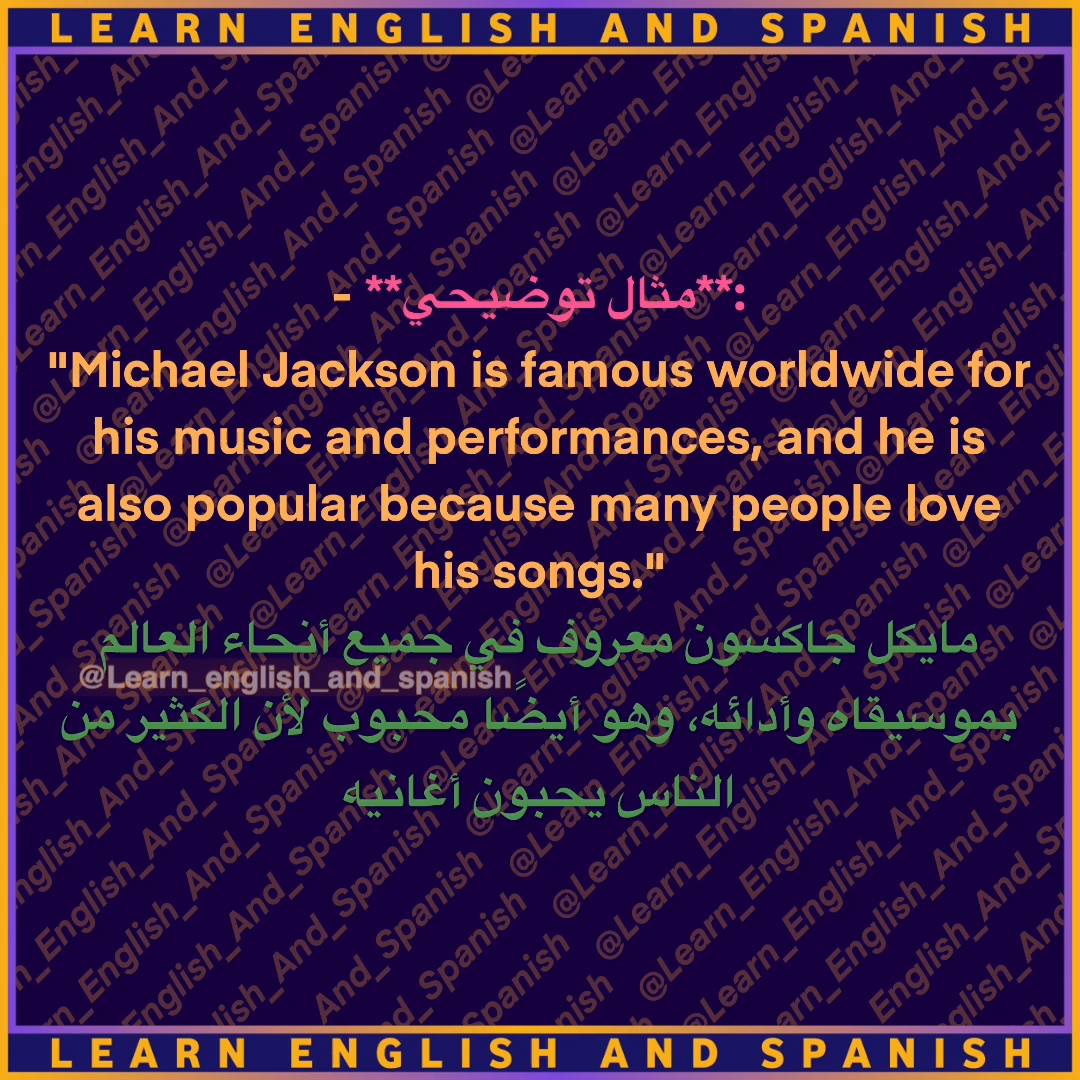 LEARN ENGLISH AND SPANISH
- **مثال توضيحي**:
"Michael Jackson is famous worldwide for
his music and performances, and he is
also popular because many people love
his songs."
مايكل جاكسون معروف في جميع أنحاء العالم
@Learn_english_and_spanish
بموسيقاه وأدائه، وهو أيضًا محبوب لأن الكثير من
الناس يحبون أغانيه
LEARN ENGLISH AND SPANISH